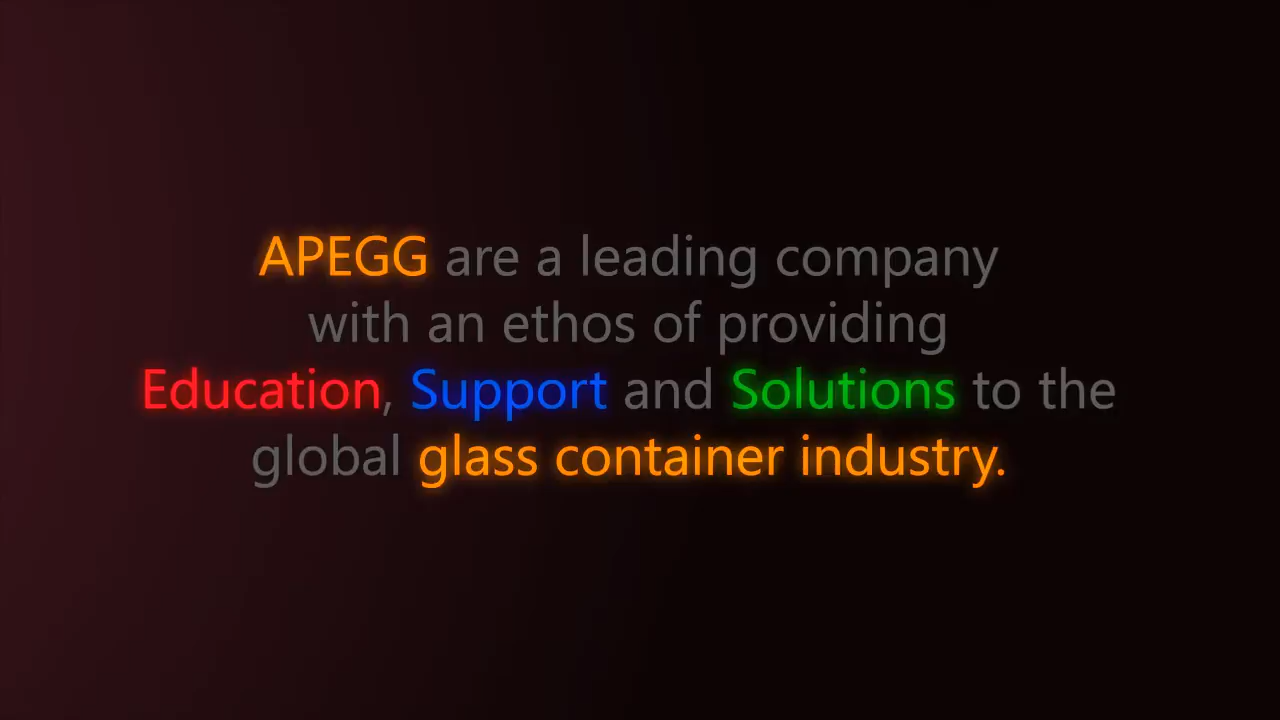 APEGG are a leading company
with an ethos of providing
Education, Support and Solutions to the
global glass container industry.